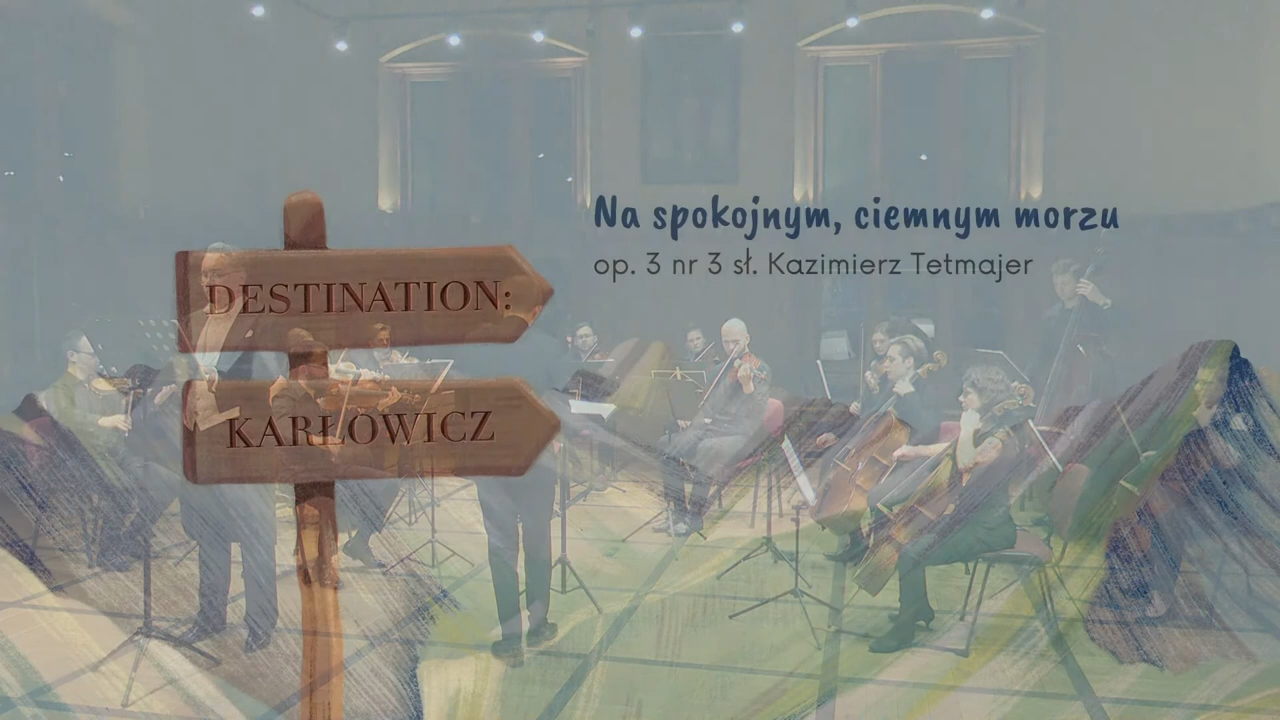 DESTINATION:
KARŁOWICZ
Na spokojnym, ciemnym morzu
op. 3 nr 3 sł. Kazimierz Tetmajer